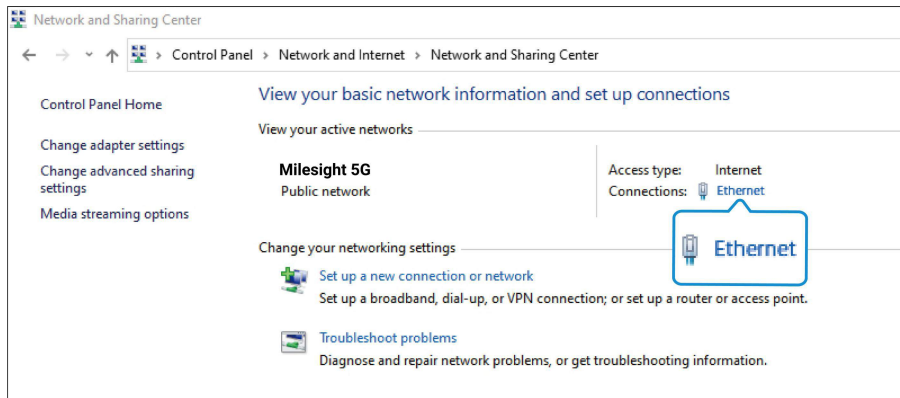 Network and Sharing Center
Control Panel > Network and Internet > Network and Sharing Center
Control Panel Home
Change adapter settings
Change advanced sharing
settings
Media streaming options
View your basic network information and set up connections
View your active networks
Milesight 5G
Public network
Access type: Internet
Connections: Ethernet
Ethernet
Change your networking settings
Set up a new connection or network
Set up a broadband, dial-up, or VPN connection; or set up a router or access point.
Troubleshoot problems
Diagnose and repair network problems, or get troubleshooting information.